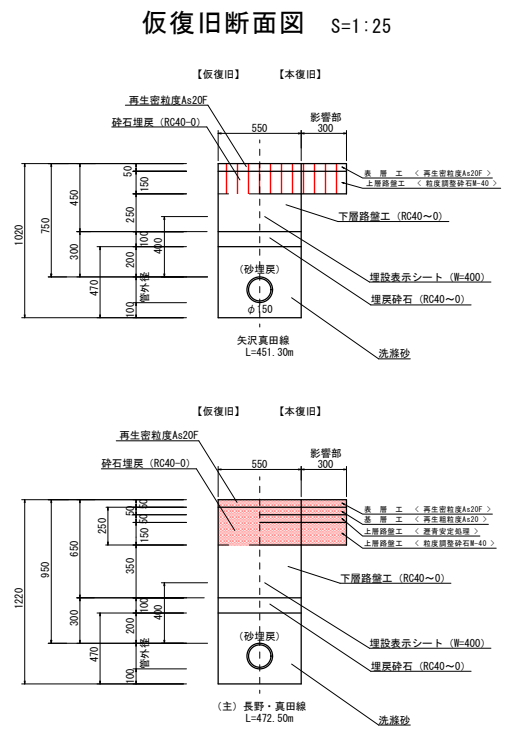 仮復旧断面図 S=1:25
【仮復旧】 【本復旧】
再生密粒度As20F
砕石埋戻（RC40-0）
550
影響部
300
表 層 工 ＜ 再生密粒度As20F ＞
上層路盤工 ＜ 粒度調整砕石M-40 ＞
1020
750
450
300
470
50
150
250
100
400
200
管外径
100
下層路盤工（RC40～0）
（砂埋戻）
φ150
埋設表示シート（W=400）
埋戻砕石（RC40～0）
洗滌砂
矢沢真田線
L=451.30m
【仮復旧】 【本復旧】
再生密粒度As20F
砕石埋戻（RC40-0）
550
影響部
300
表 層 工 ＜ 再生密粒度As20F ＞
基 層 工 ＜ 再生粗粒度As20 ＞
上層路盤工 ＜ 瀝青安定処理 ＞
上層路盤工 ＜ 粒度調整砕石M-40 ＞
1220
950
650
300
470
250
50
50
50
150
350
100
400
200
管外径
100
下層路盤工（RC40～0）
（砂埋戻）
埋設表示シート（W=400）
埋戻砕石（RC40～0）
洗滌砂
（主）長野・真田線
L=472.50m